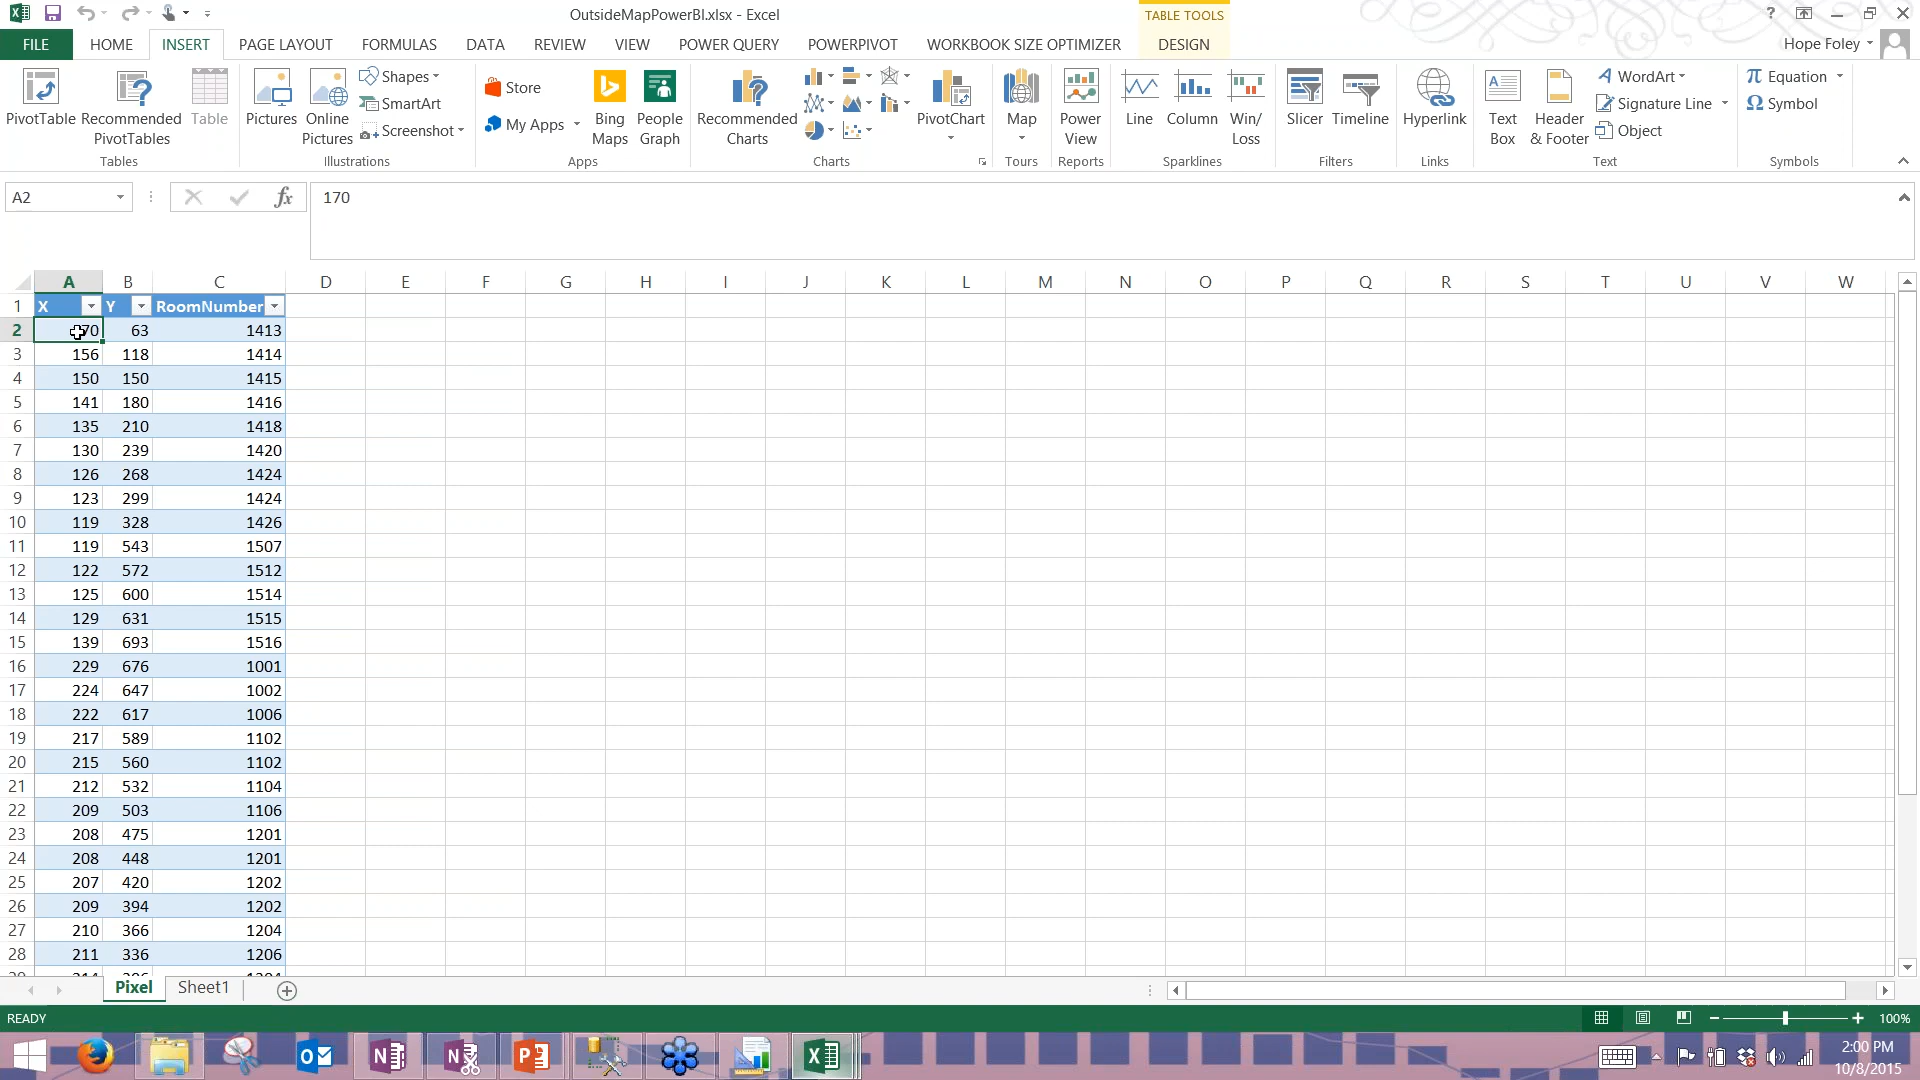 OutsideMapPowerBI.xlsx - Excel
TABLE TOOLS
?
FILE HOME INSERT PAGE LAYOUT FORMULAS DATA REVIEW VIEW POWER QUERY POWERPIVOT WORKBOOK SIZE OPTIMIZER DESIGN
Hope Foley
PivotTable Recommended PivotTables Table
Tables
Pictures Online Pictures Shapes SmartArt Screenshot
Illustrations
Store My Apps Bing Maps People Graph
Apps
Recommended Charts PivotChart
Charts
Map
Tours
Power View
Reports
Line Column Win/ Loss
Sparklines
Slicer Timeline
Filters
Hyperlink
Links
Text Box Header & Footer WordArt Signature Line Object
Text
Equation Symbol
Symbols
A2 fx 170
A B C D E F G H I J K L M N O P Q R S T U V W
1 X Y RoomNumber
2 70 63 1413
3 156 118 1414
4 150 150 1415
5 141 180 1416
6 135 210 1418
7 130 239 1420
8 126 268 1424
9 123 299 1424
10 119 328 1426
11 119 543 1507
12 122 572 1512
13 125 600 1514
14 129 631 1515
15 139 693 1516
16 229 676 1001
17 224 647 1002
18 222 617 1006
19 217 589 1102
20 215 560 1102
21 212 532 1104
22 209 503 1106
23 208 475 1201
24 208 448 1201
25 207 420 1202
26 209 394 1202
27 210 366 1204
28 211 336 1206
Pixel Sheet1
READY
100%
2:00 PM
10/8/2015